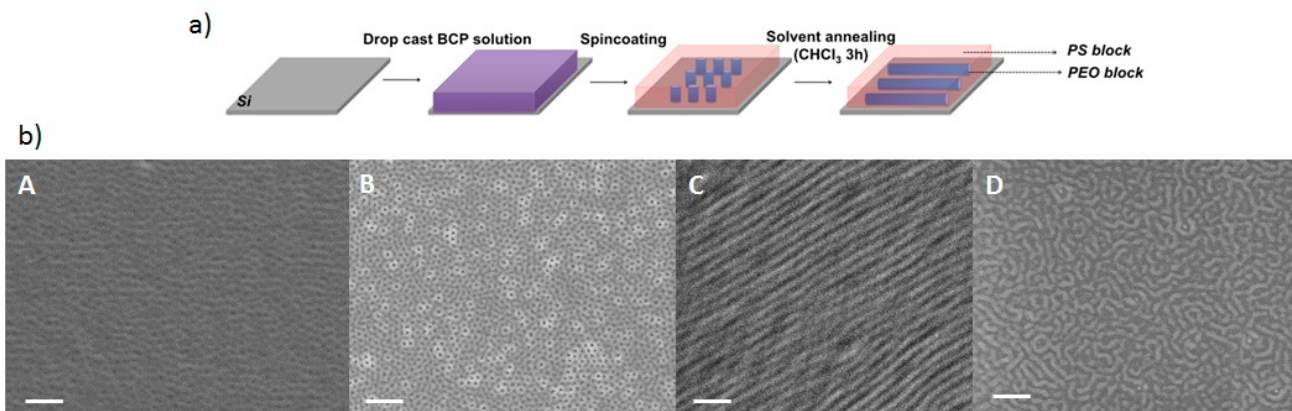 a)
Drop cast BCP solution
Spincoating
Solvent annealing
(CHCl₃ 3h)
PS block
PEO block
Si
b)
A
B
C
D